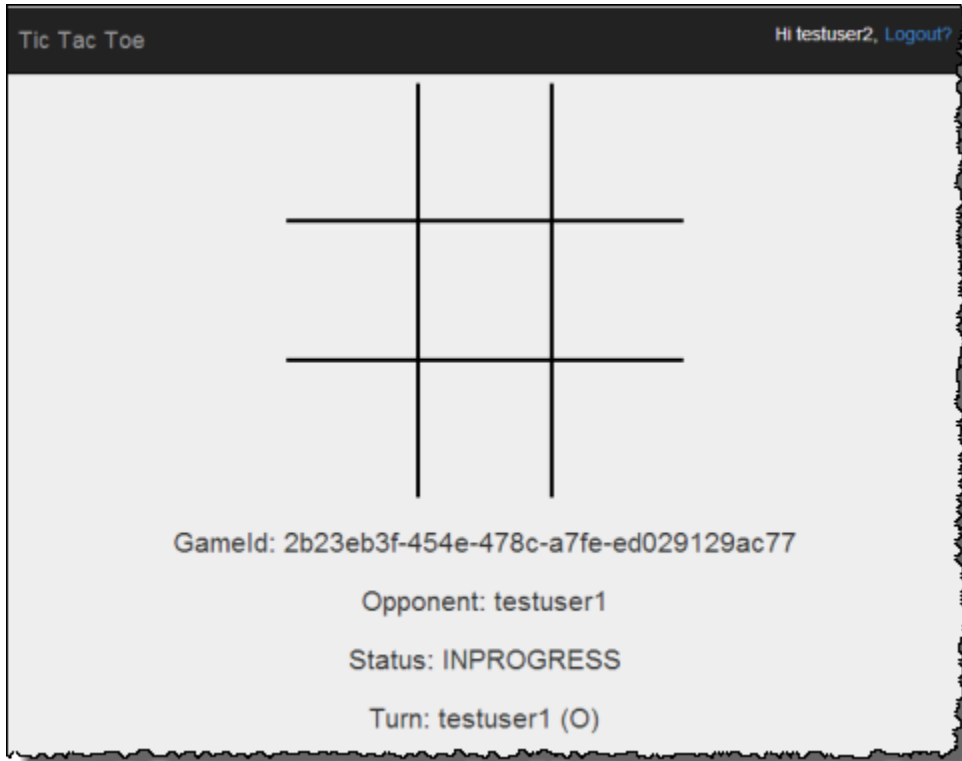 Tic Tac Toe
Hi testuser2, Logout?
GameId: 2b23eb3f-454e-478c-a7fe-ed029129ac77
Opponent: testuser1
Status: INPROGRESS
Turn: testuser1 (O)